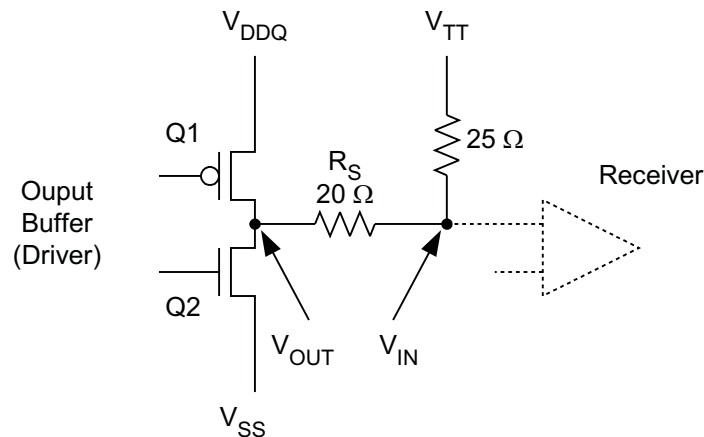 VDDQ
VTT
Q1
25 Ω
RS
20 Ω
Receiver
Ouput
Buffer
(Driver)
Q2
VOUT
VIN
VSS